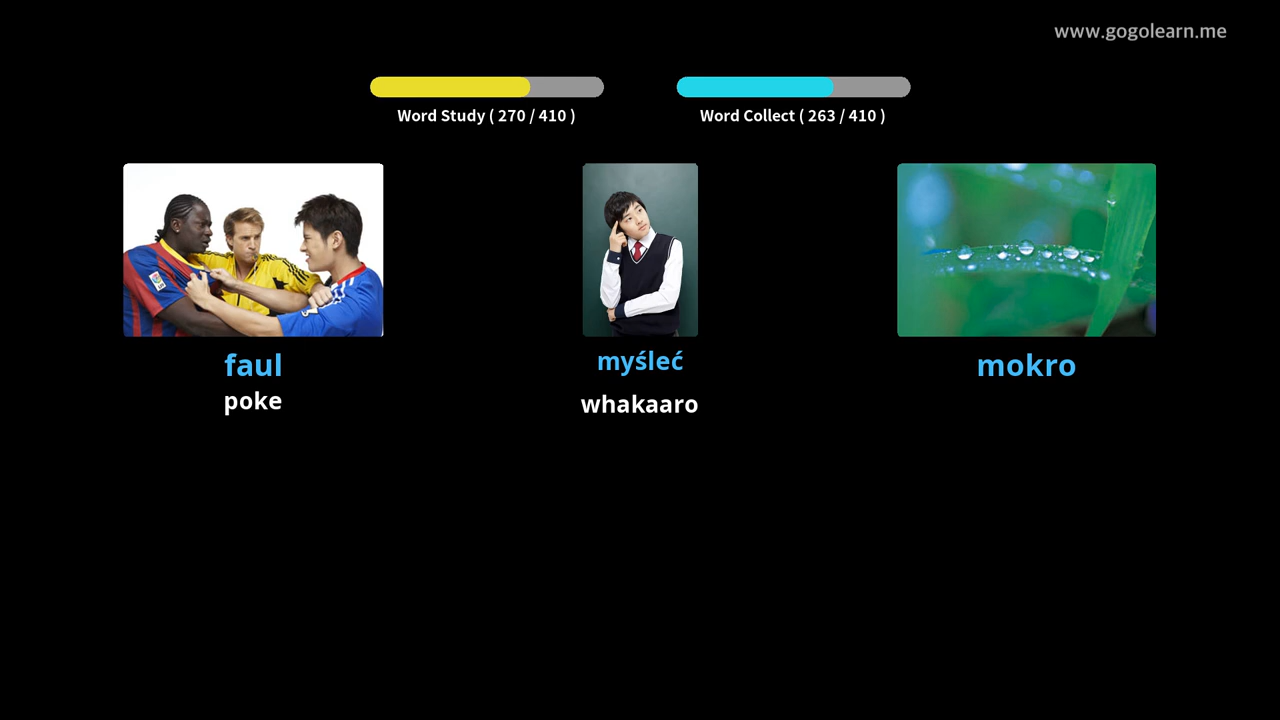 www.gogolearn.me
Word Study ( 270 / 410 )
Word Collect ( 263 / 410 )
faul
poke
myśleć
whakaaro
mokro